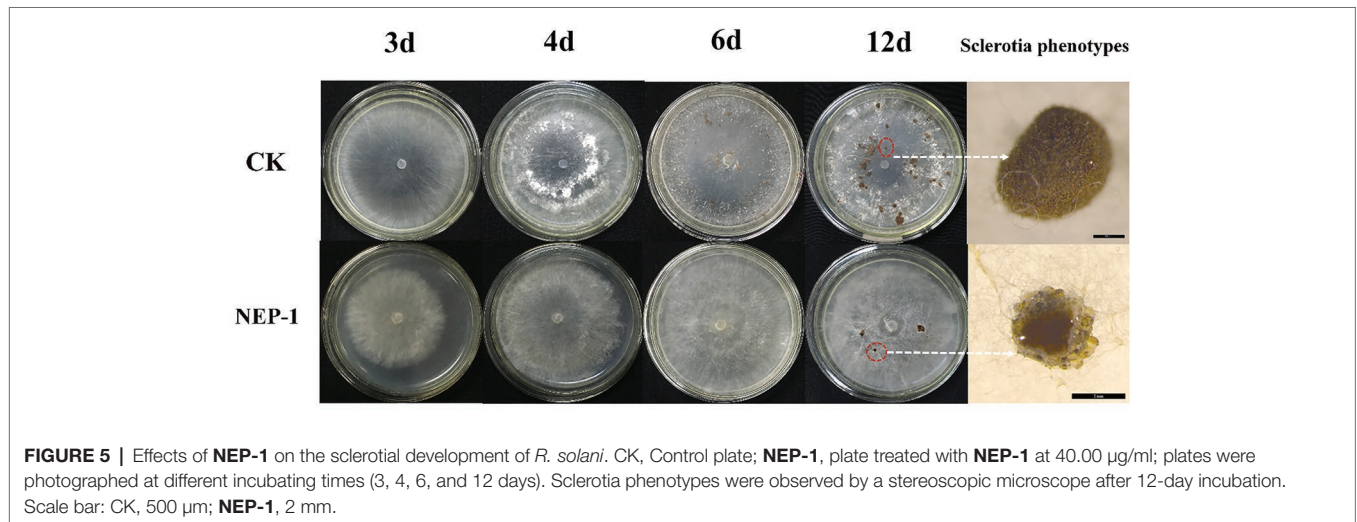 3d 4d 6d 12d Sclerotia phenotypes
CK
NEP-1
2 mm
FIGURE 5 | Effects of NEP-1 on the sclerotial development of R. solani. CK, Control plate; NEP-1, plate treated with NEP-1 at 40.00 µg/ml; plates were
photographed at different incubating times (3, 4, 6, and 12 days). Sclerotia phenotypes were observed by a stereoscopic microscope after 12-day incubation.
Scale bar: CK, 500 µm; NEP-1, 2 mm.